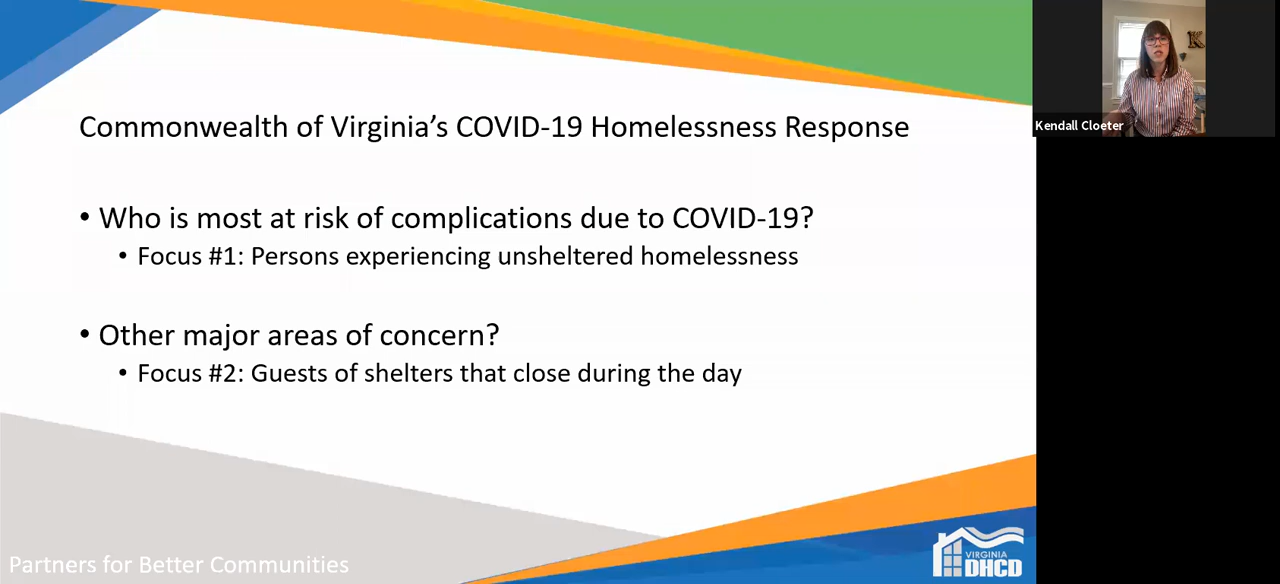 Commonwealth of Virginia's COVID-19 Homelessness Response
• Who is most at risk of complications due to COVID-19?
• Focus #1: Persons experiencing unsheltered homelessness
• Other major areas of concern?
• Focus #2: Guests of shelters that close during the day
Partners for Better Communities
VIRGINIA
DHCD
K
Kendall Cloeter